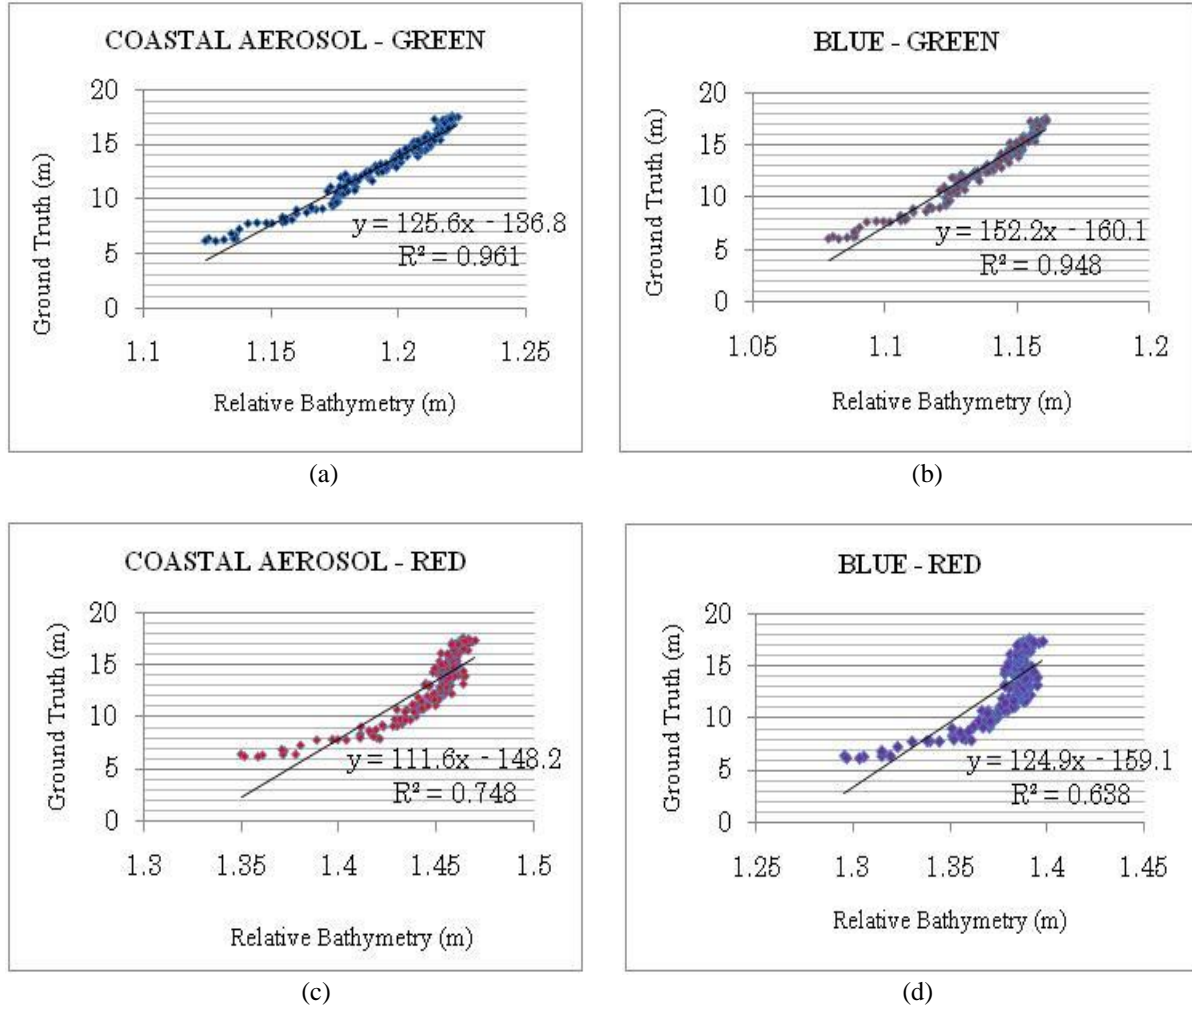 COASTAL AEROSOL - GREEN
20
15
10
5
0
Ground Truth (m)
y = 125.6x - 136.8
R² = 0.961
1.1 1.15 1.2 1.25
Relative Bathymetry (m)
(a)
BLUE - GREEN
20
15
10
5
0
Ground Truth (m)
y = 152.2x - 160.1
R² = 0.948
1.05 1.1 1.15 1.2
Relative Bathymetry (m)
(b)
COASTAL AEROSOL - RED
20
15
10
5
0
Ground Truth (m)
y = 111.6x - 148.2
R² = 0.748
1.3 1.35 1.4 1.45 1.5
Relative Bathymetry (m)
(c)
BLUE - RED
20
15
10
5
0
Ground Truth (m)
y = 124.9x - 159.1
R² = 0.638
1.25 1.3 1.35 1.4 1.45
Relative Bathymetry (m)
(d)